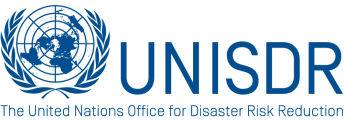 UNISDR
The United Nations Office for Disaster Risk Reduction